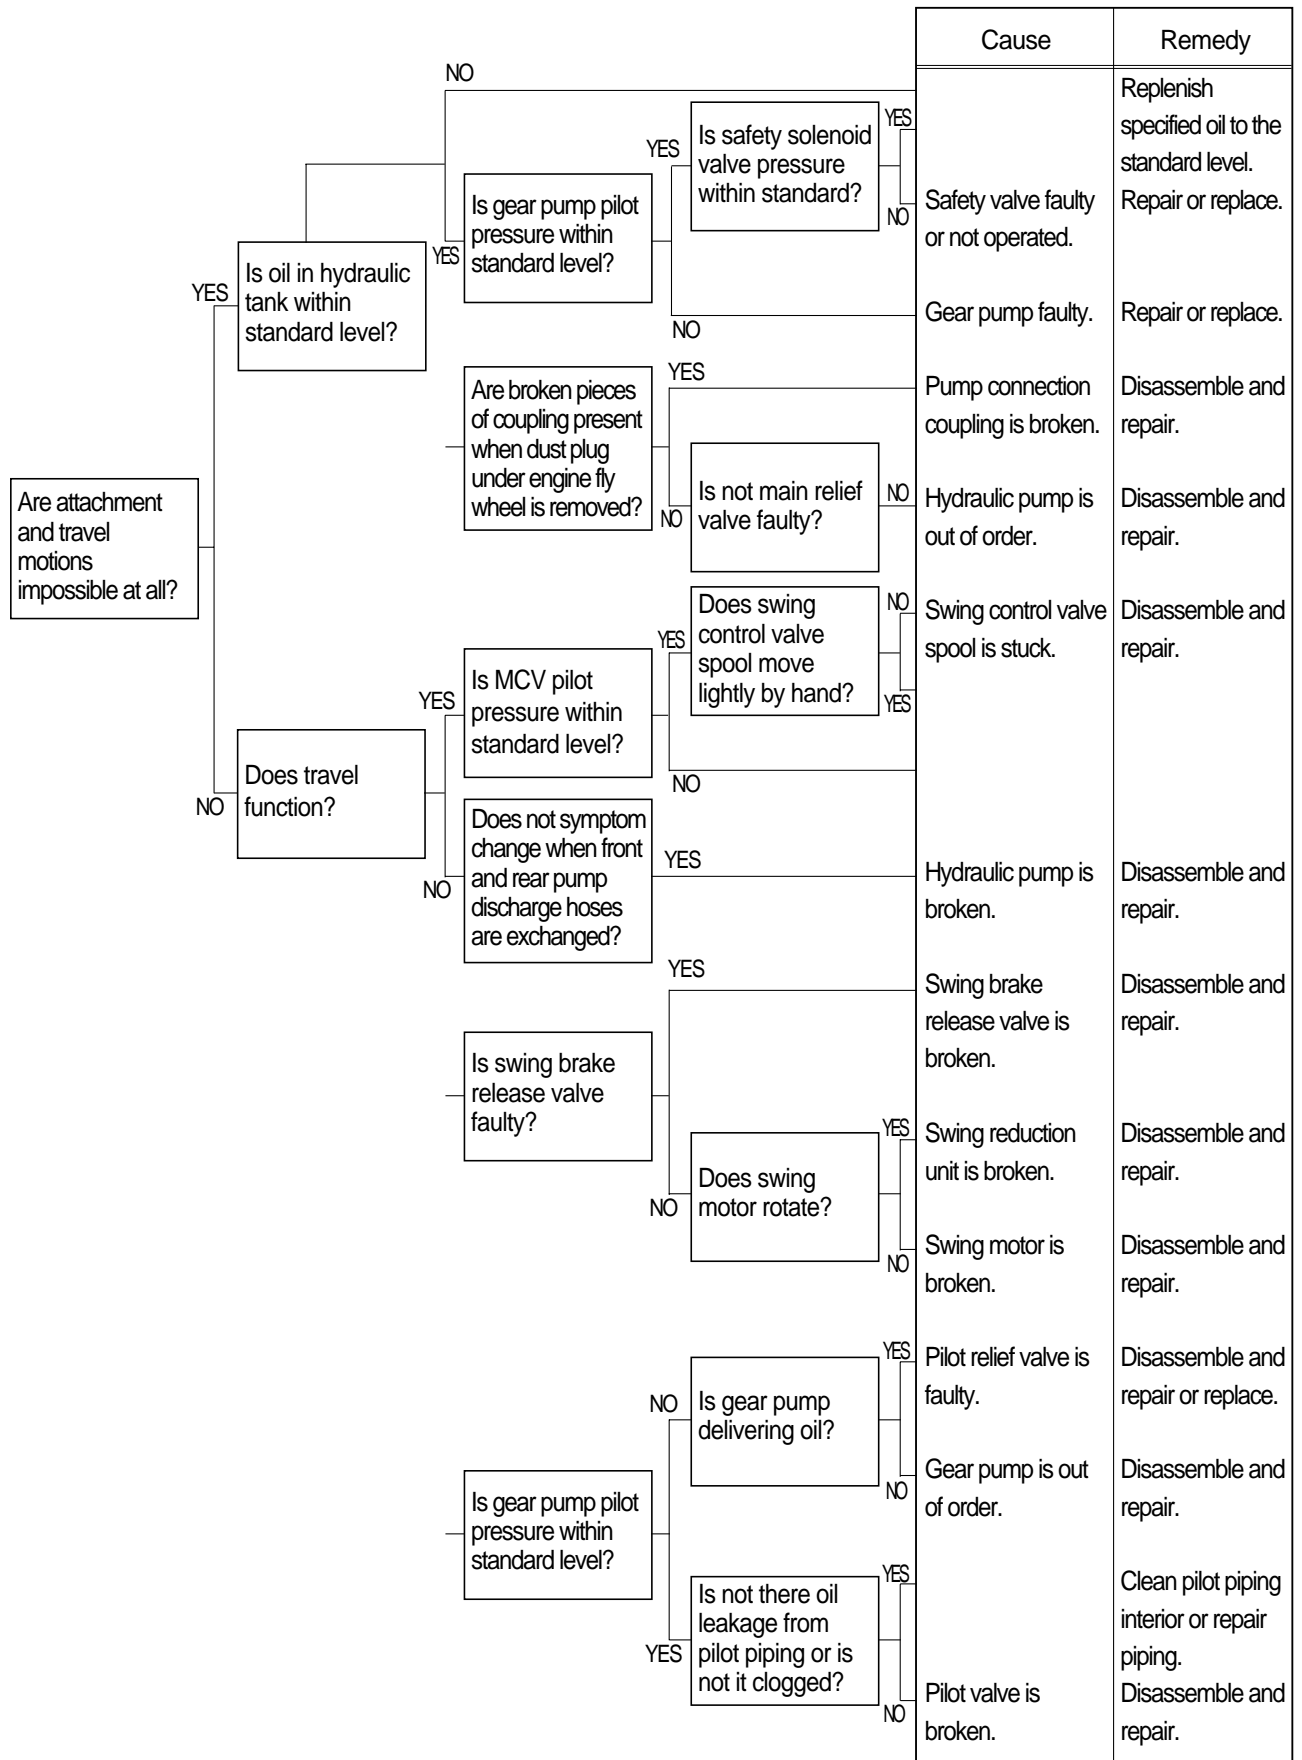 Cause
Remedy
NO
Replenish
specified oil to the
standard level.
YES
Is safety solenoid
valve pressure
within standard?
YES
NO
Safety valve faulty
or not operated.
Repair or replace.
Is gear pump pilot
pressure within
standard level?
YES
NO
Gear pump faulty.
Repair or replace.
YES
Is oil in hydraulic
tank within
standard level?
Are broken pieces
of coupling present
when dust plug
under engine fly
wheel is removed?
YES
Pump connection
coupling is broken.
Disassemble and
repair.
NO
Is not main relief
valve faulty?
NO
Hydraulic pump is
out of order.
Disassemble and
repair.
Are attachment
and travel
motions
impossible at all?
Does swing
control valve
spool move
lightly by hand?
NO
YES
Swing control valve
spool is stuck.
Disassemble and
repair.
YES
Is MCV pilot
pressure within
standard level?
YES
NO
NO
Does travel
function?
Does not symptom
change when front
and rear pump
discharge hoses
are exchanged?
NO
YES
Hydraulic pump is
broken.
Disassemble and
repair.
YES
Swing brake
release valve is
broken.
Disassemble and
repair.
Is swing brake
release valve
faulty?
NO
Does swing
motor rotate?
YES
Swing reduction
unit is broken.
Disassemble and
repair.
NO
Swing motor is
broken.
Disassemble and
repair.
NO
Is gear pump
delivering oil?
YES
Pilot relief valve is
faulty.
Disassemble and
repair or replace.
NO
Gear pump is out
of order.
Disassemble and
repair.
Is gear pump pilot
pressure within
standard level?
YES
Is not there oil
leakage from
pilot piping or is
not it clogged?
YES
Clean pilot piping
interior or repair
piping.
NO
Pilot valve is
broken.
Disassemble and
repair.